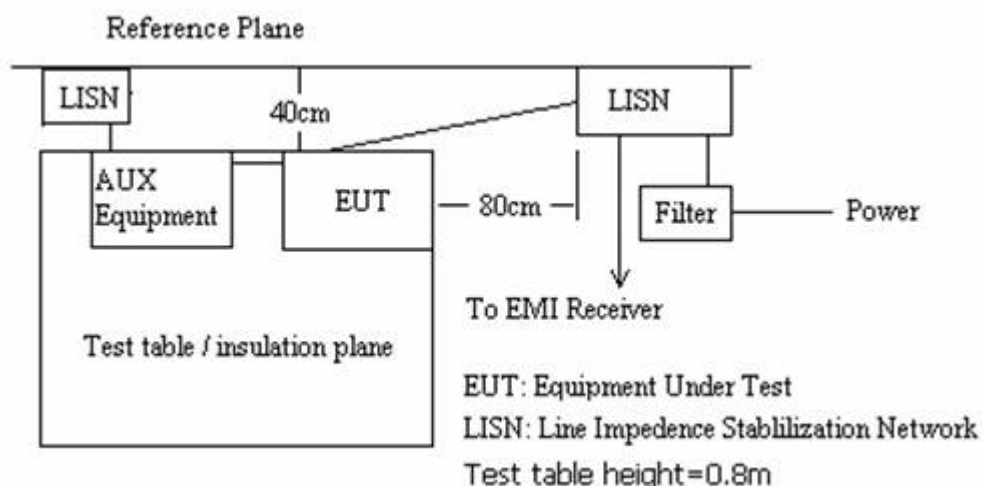 Reference Plane
LISN
40cm
LISN
AUX
Equipment
EUT
80cm
Filter
Power
To EMI Receiver
Test table / insulation plane
EUT: Equipment Under Test
LISN: Line Impedence Stablilization Network
Test table height=0.8m